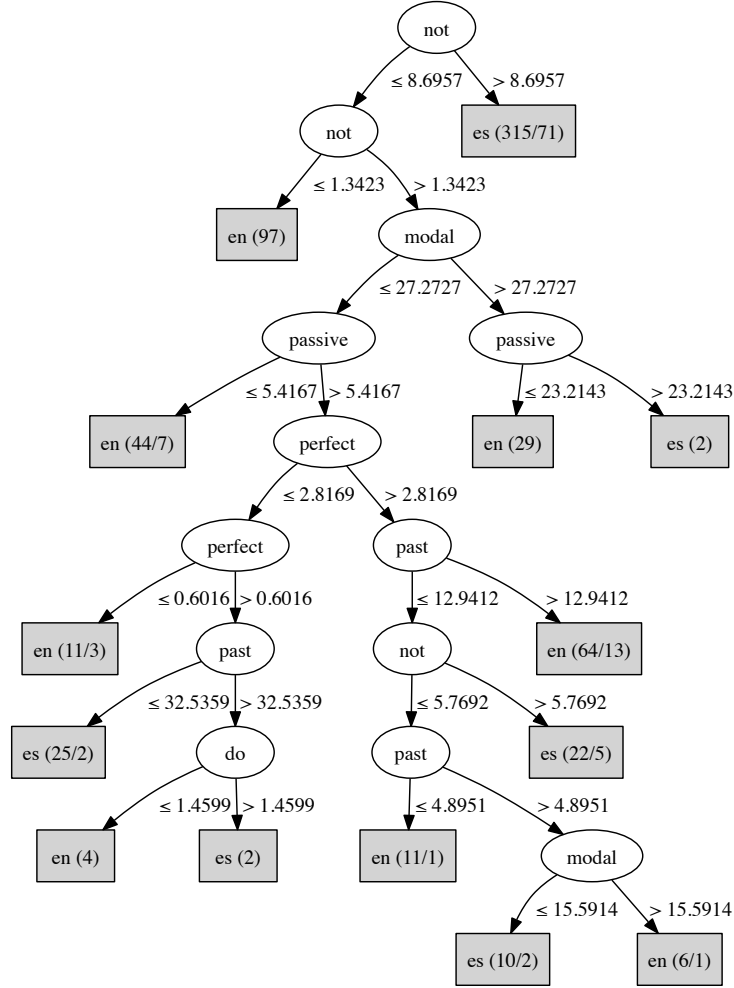 not
≤ 8.6957 > 8.6957
not es (315/71)
≤ 1.3423 > 1.3423
en (97) modal
≤ 27.2727 > 27.2727
passive passive
≤ 5.4167 > 5.4167 ≤ 23.2143 > 23.2143
en (44/7) perfect en (29) es (2)
≤ 2.8169 > 2.8169
perfect past
≤ 0.6016 > 0.6016 ≤ 12.9412 > 12.9412
en (11/3) past not en (64/13)
≤ 32.5359 > 32.5359 ≤ 5.7692 > 5.7692
es (25/2) do past es (22/5)
≤ 1.4599 > 1.4599 ≤ 4.8951 > 4.8951
en (4) es (2) en (11/1) modal
≤ 15.5914 > 15.5914
es (10/2) en (6/1)